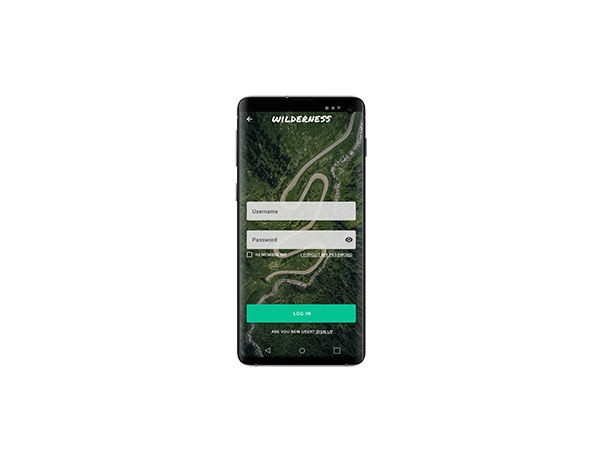 WILDERNESS
Username
Password
REMEMBER ME
I FORGOT MY PASSWORD
LOG IN
ARE YOU NEW USER? SIGN UP